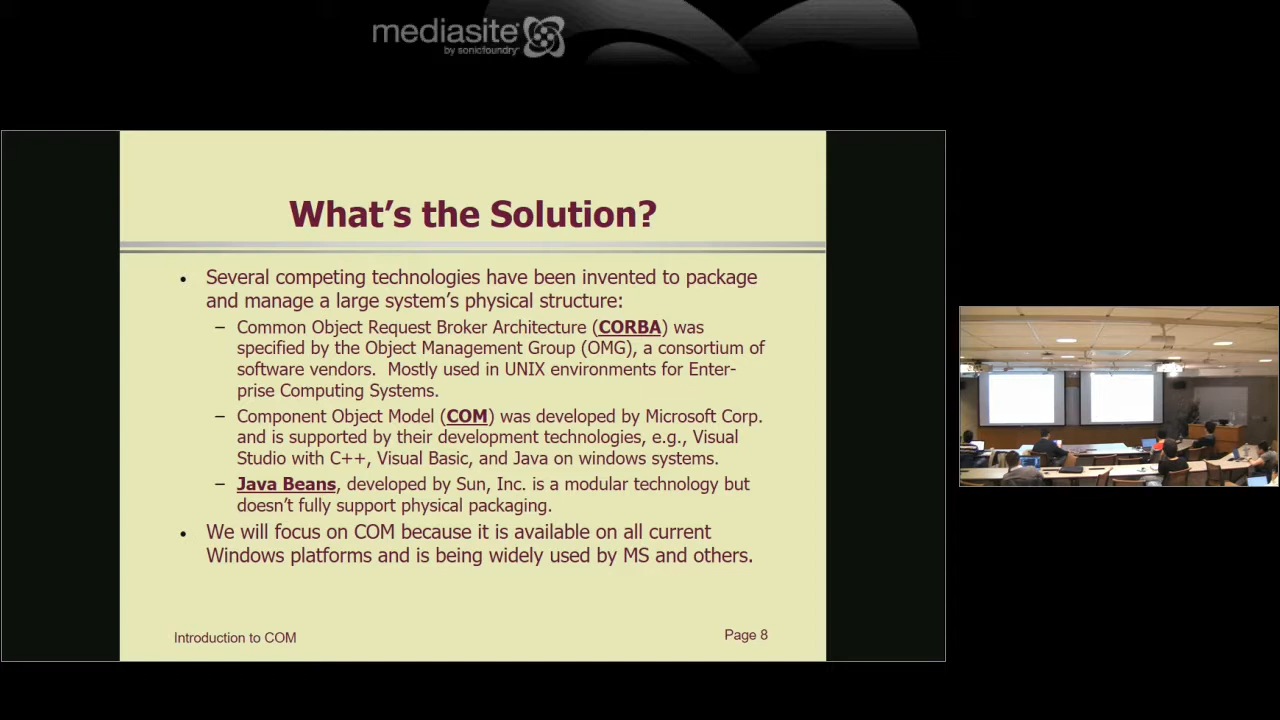 mediasite
by sonicfoundry
What's the Solution?
• Several competing technologies have been invented to package
and manage a large system's physical structure:
– Common Object Request Broker Architecture (CORBA) was
specified by the Object Management Group (OMG), a consortium of
software vendors. Mostly used in UNIX environments for Enter-
prise Computing Systems.
– Component Object Model (COM) was developed by Microsoft Corp.
and is supported by their development technologies, e.g., Visual
Studio with C++, Visual Basic, and Java on windows systems.
– Java Beans, developed by Sun, Inc. is a modular technology but
doesn't fully support physical packaging.
• We will focus on COM because it is available on all current
Windows platforms and is being widely used by MS and others.
Introduction to COM
Page 8